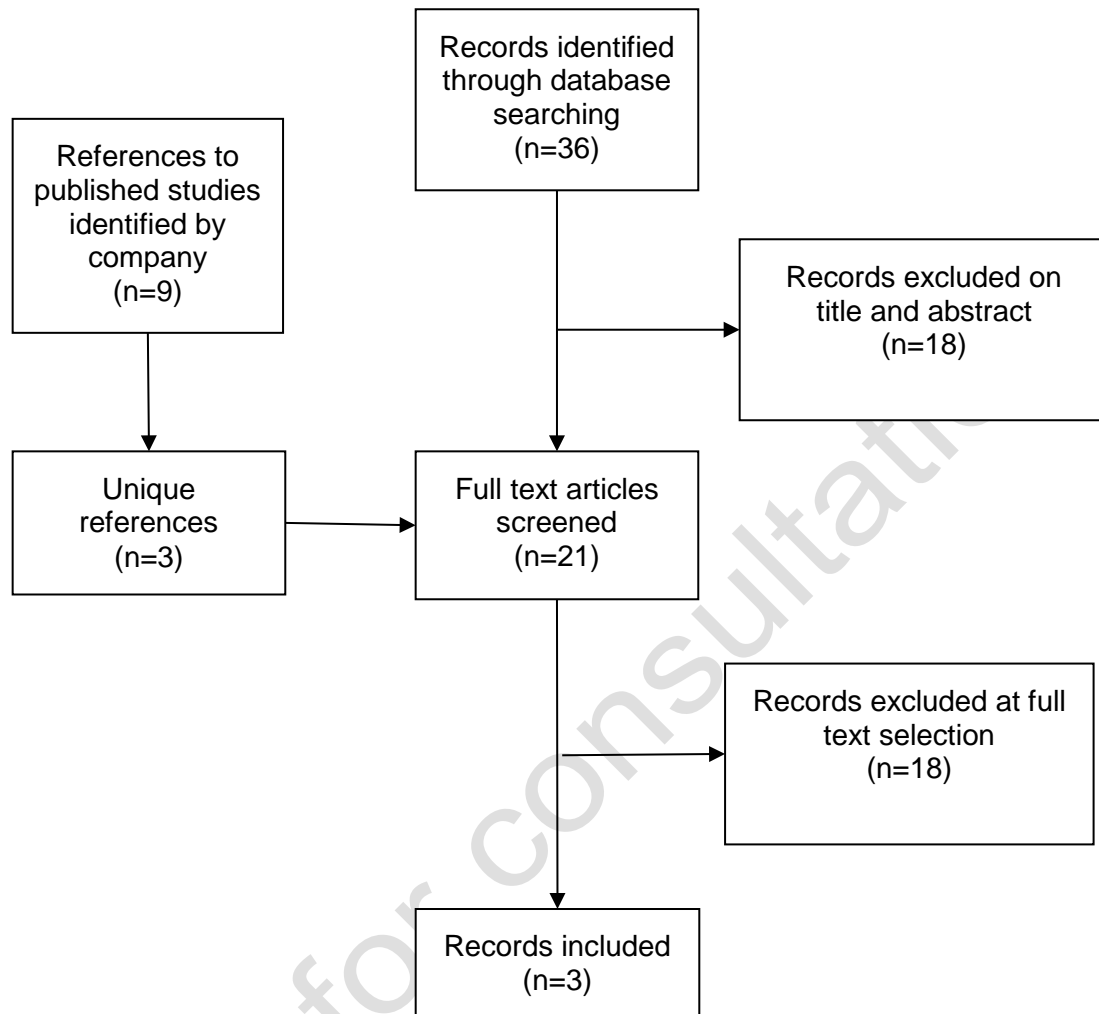 Records identified
through database
searching
(n=36)
References to
published studies
identified by
company
(n=9)
Records excluded on
title and abstract
(n=18)
Unique
references
(n=3)
Full text articles
screened
(n=21)
Records excluded at full
text selection
(n=18)
Records included
(n=3)
for consultatio